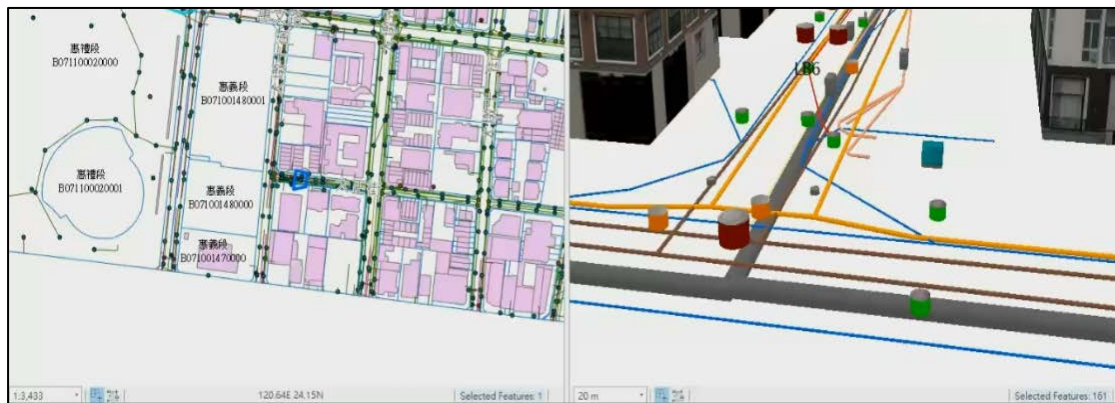 惠禮段
B071100020000
惠義段
B071001480001
惠禮段
B071100020001
惠義段
B071001480000
惠義段
B071001470000
1:3,433
120.64E 24.15N
Selected Features: 1
20 m
Selected Features: 161